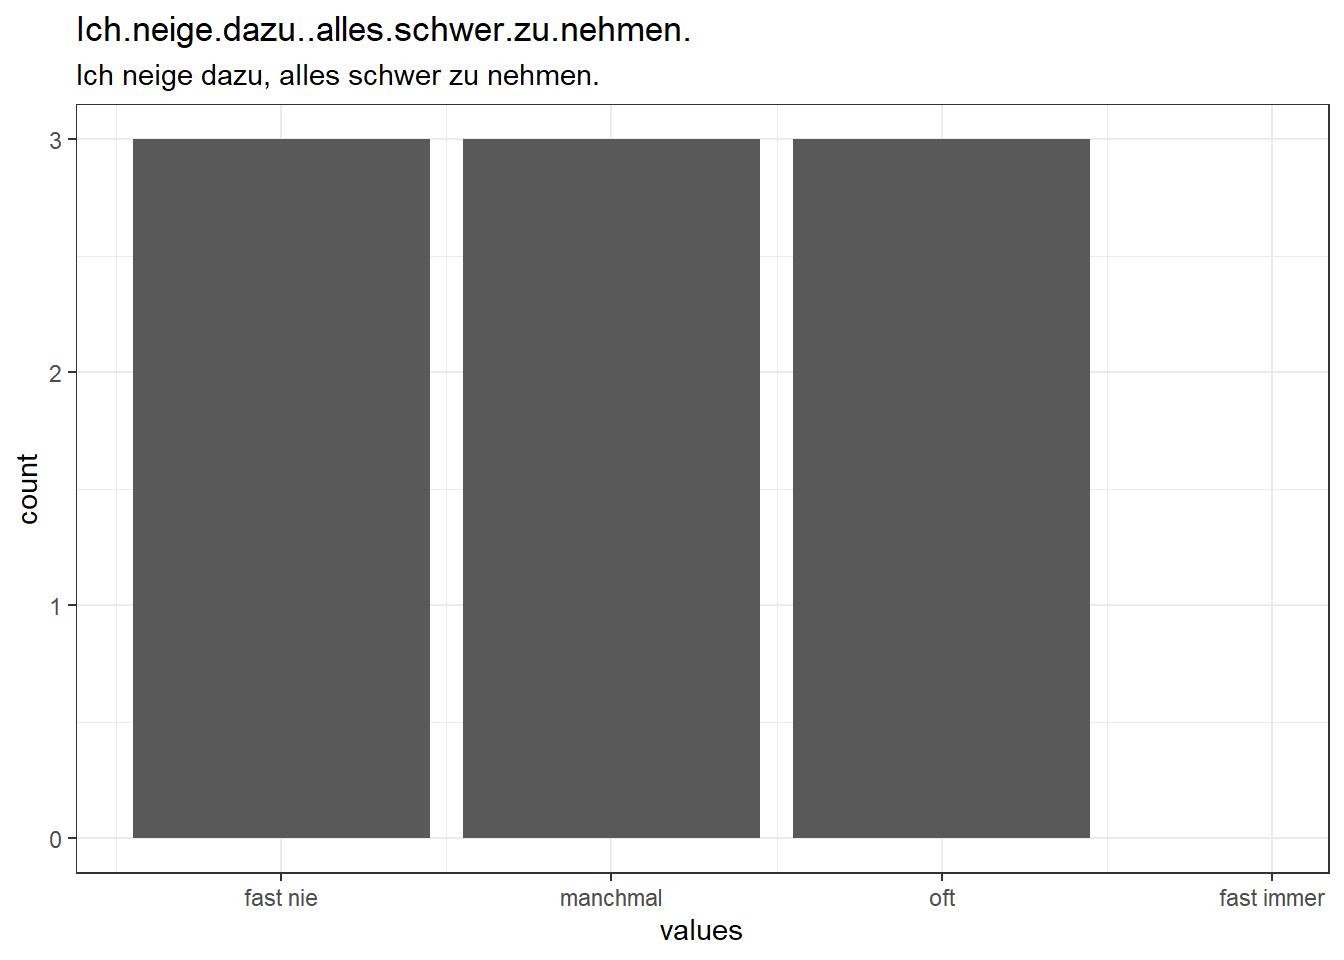 Ich.neige.dazu..alles.schwer.zu.nehmen.
Ich neige dazu, alles schwer zu nehmen.
3
2
1
0
count
fast nie
manchmal
oft
fast immer
values